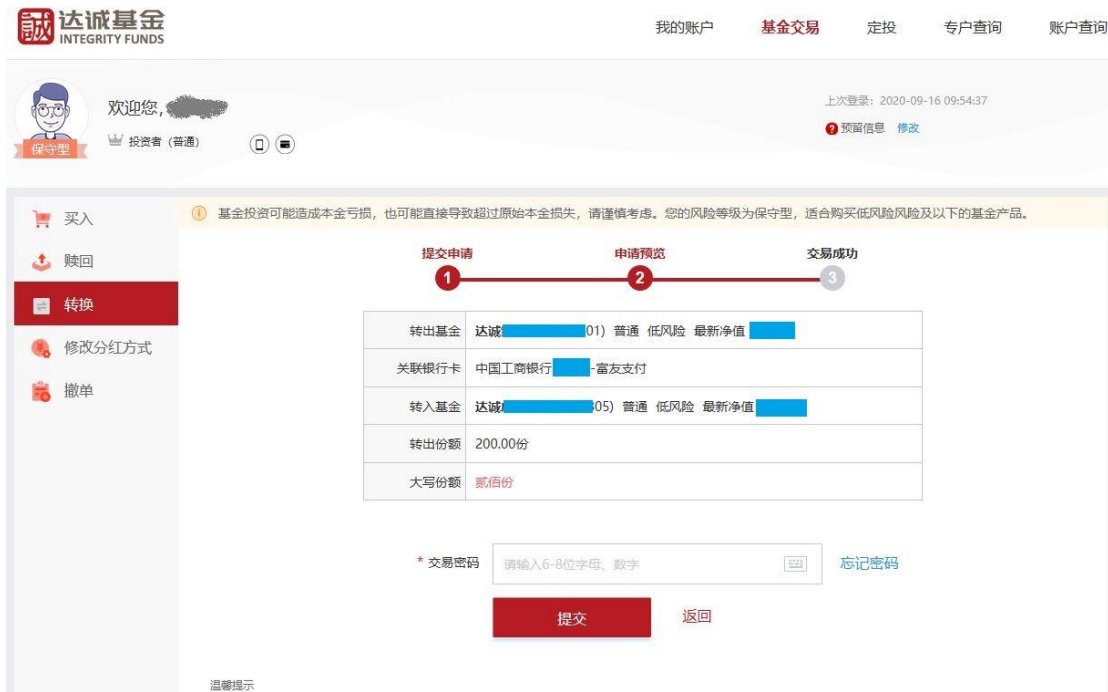 誠 达诚基金
INTEGRITY FUNDS
我的账户 基金交易 定投 专户查询 账户查询
欢迎您,
投资者 (普通)
保守型
上次登录: 2020-09-16 09:54:37
预留信息 修改
买入
赎回
转换
修改分红方式
撤单
基金投资可能造成本金亏损, 也可能直接导致超过原始本金损失, 请谨慎考虑。您的风险等级为保守型, 适合购买低风险风险及以下的基金产品。
提交申请 申请预览 交易成功
1 2 3
转出基金 达诚 01) 普通 低风险 最新净值
关联银行卡 中国工商银行 -富友支付
转入基金 达诚 05) 普通 低风险 最新净值
转出份额 200.00份
大写份额 贰佰份
* 交易密码 请输入6-8位字母、数字 忘记密码
提交 返回
温馨提示